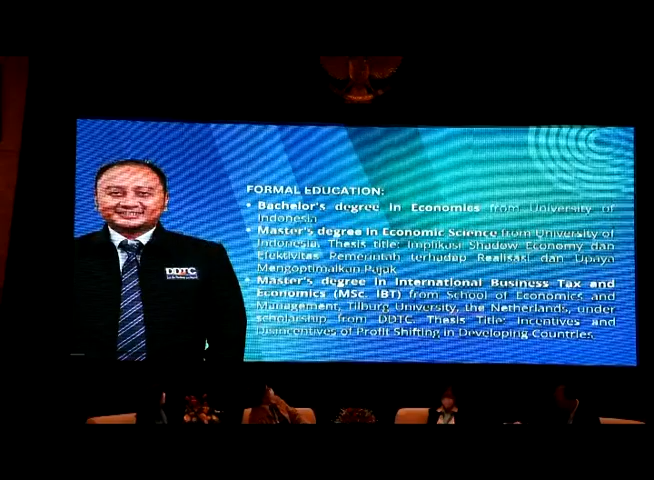 FORMAL EDUCATION:
• Bachelor's degree in Economics from University of
Indonesia
• Master's degree in Economic Science from University of
Indonesia. Thesis title: Implikasi Shadow Economy dan
Efektivitas Pemerintah terhadap Realisasi dan Upaya
Mengoptimalkan Pajak
• Master's degree in International Business Tax and
Economics (MSc. IBT) from School of Economics and
Management, Tilburg University, the Netherlands, under
scholarship from DDTC. Thesis Title: Incentives and
Disincentives of Profit Shifting in Developing Countries.
DDTC